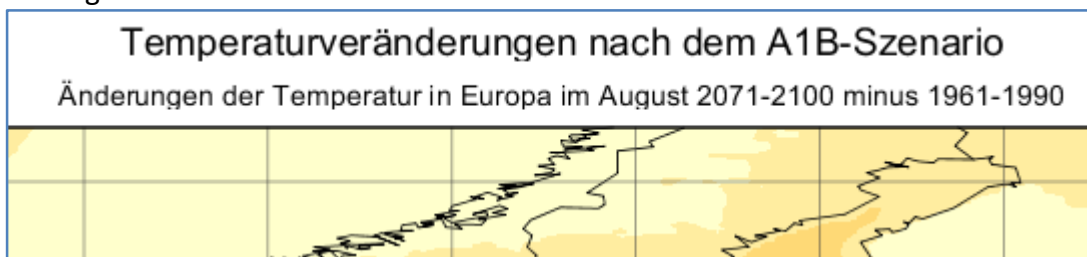 Temperaturveränderungen nach dem A1B-Szenario
Änderungen der Temperatur in Europa im August 2071-2100 minus 1961-1990